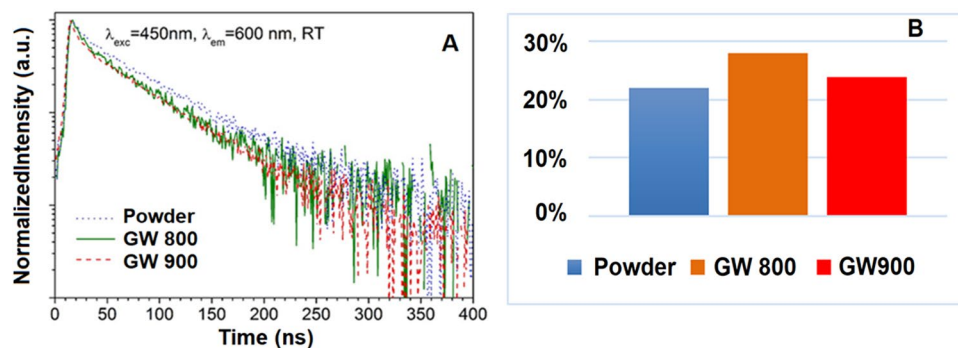 λexc=450nm, λem=600 nm, RT
A
NormalizedIntensity (a.u.)
Powder
GW 800
GW 900
0 50 100 150 200 250 300 350 400
Time (ns)
B
30%
20%
10%
0%
Powder GW 800 GW900